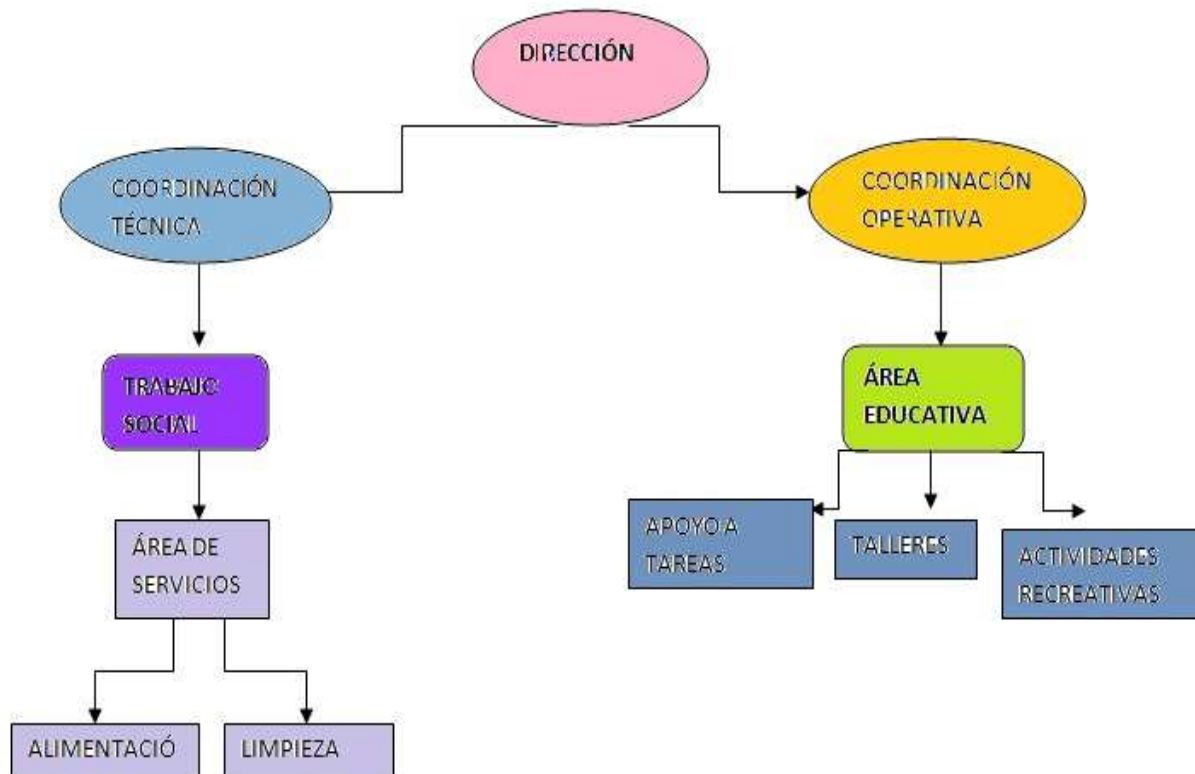 DIRECCIÓN
COORDINACIÓN
TÉCNICA
COORDINACIÓN
OPERATIVA
TRABAJO
SOCIAL
ÁREA
EDUCATIVA
ÁREA DE
SERVICIOS
APOYO A
TAREAS
TALLERES
ACTIVIDADES
RECREATIVAS
ALIMENTACIÓ
LIMPIEZA